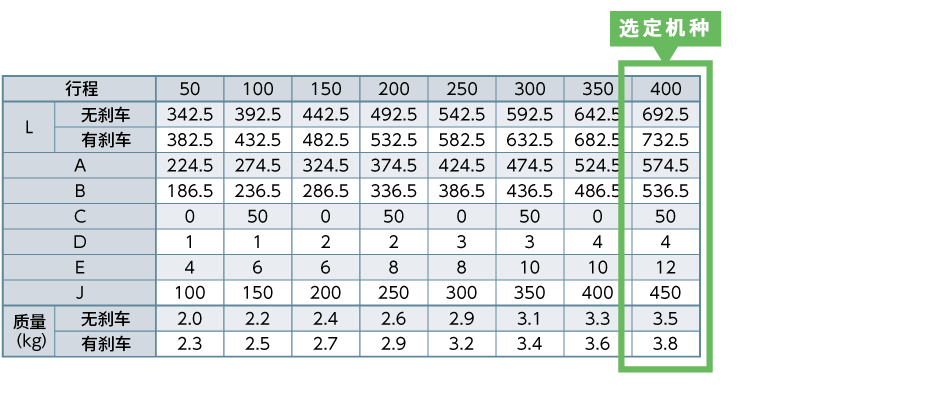 选定机种
行程 50 100 150 200 250 300 350 400
L 无刹车 342.5 392.5 442.5 492.5 542.5 592.5 642.5 692.5
有刹车 382.5 432.5 482.5 532.5 582.5 632.5 682.5 732.5
A 224.5 274.5 324.5 374.5 424.5 474.5 524.5 574.5
B 186.5 236.5 286.5 336.5 386.5 436.5 486.5 536.5
C 0 50 0 50 0 50 0 50
D 1 1 2 2 3 3 4 4
E 4 6 6 8 8 10 10 12
J 100 150 200 250 300 350 400 450
质量 (kg) 无刹车 2.0 2.2 2.4 2.6 2.9 3.1 3.3 3.5
有刹车 2.3 2.5 2.7 2.9 3.2 3.4 3.6 3.8